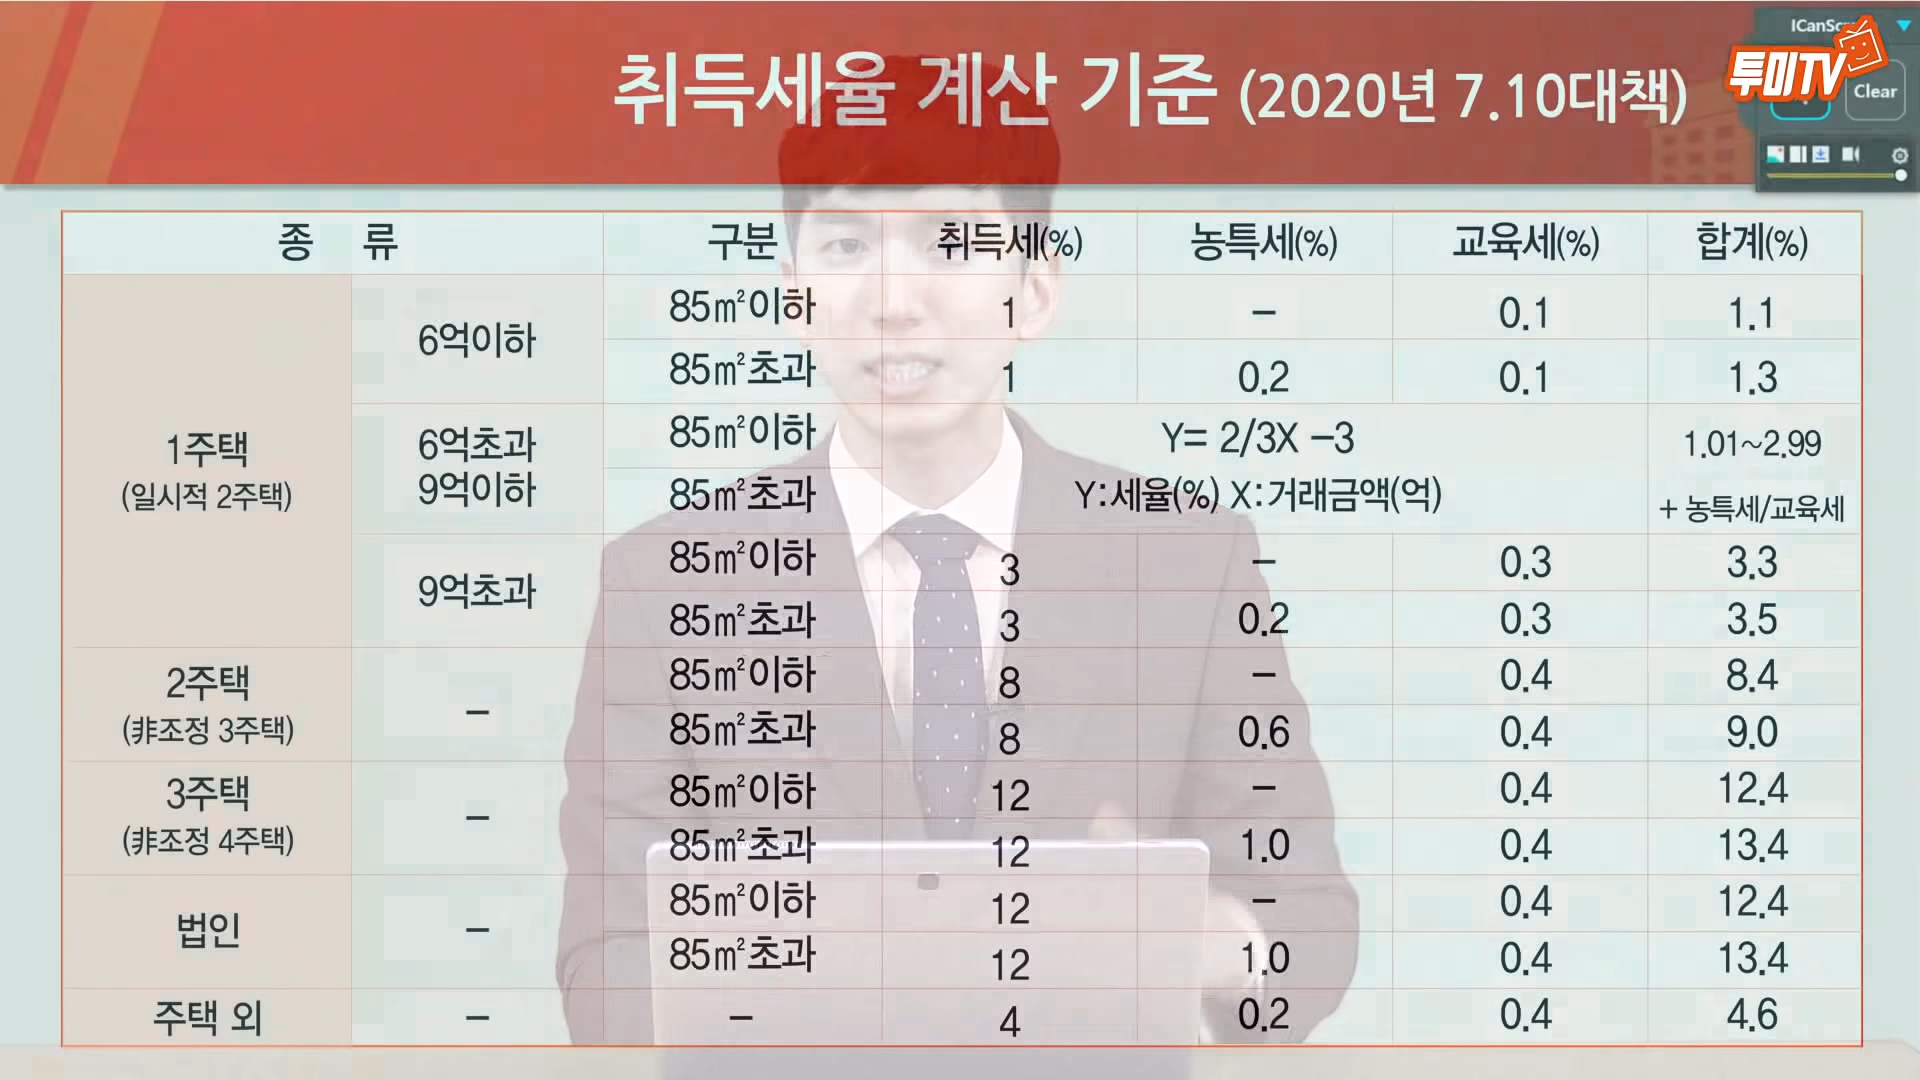 취득세율 계산 기준 (2020년 7.10대책)
ICanSc
투미TV
Clear
종 류 구분 취득세(%) 농특세(%) 교육세(%) 합계(%)
1주택
(일시적 2주택)
6억이하
85㎡이하 1 - 0.1 1.1
85㎡초과 1 0.2 0.1 1.3
6억초과
9억이하
85㎡이하
85㎡초과
Y= 2/3X -3
Y:세율(%) X:거래금액(억)
1.01~2.99
+ 농특세/교육세
9억초과
85㎡이하 3 - 0.3 3.3
85㎡초과 3 0.2 0.3 3.5
2주택
(非조정 3주택)
-
85㎡이하 8 - 0.4 8.4
85㎡초과 8 0.6 0.4 9.0
3주택
(非조정 4주택)
-
85㎡이하 12 - 0.4 12.4
85㎡초과 12 1.0 0.4 13.4
법인
-
85㎡이하 12 - 0.4 12.4
85㎡초과 12 1.0 0.4 13.4
주택 외 - - 4 0.2 0.4 4.6